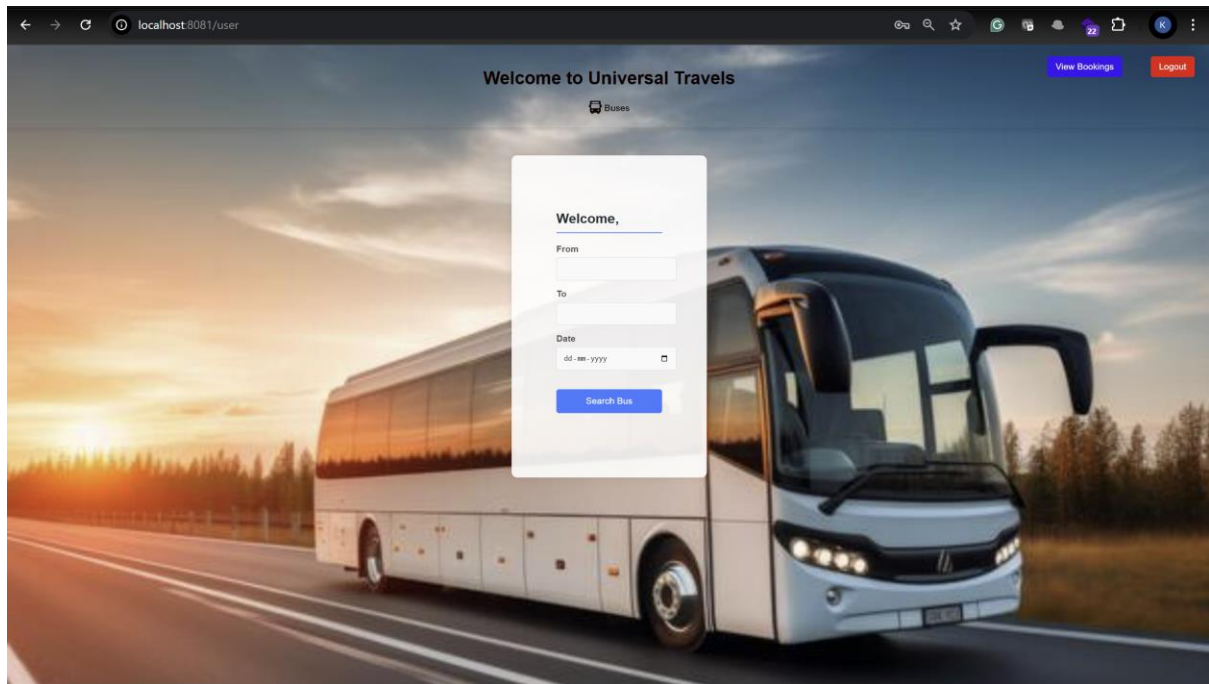 localhost:8081/user
22
K
View Bookings
Logout
Welcome to Universal Travels
Buses
Welcome,
From
To
Date
dd-mm-yyyy
Search Bus